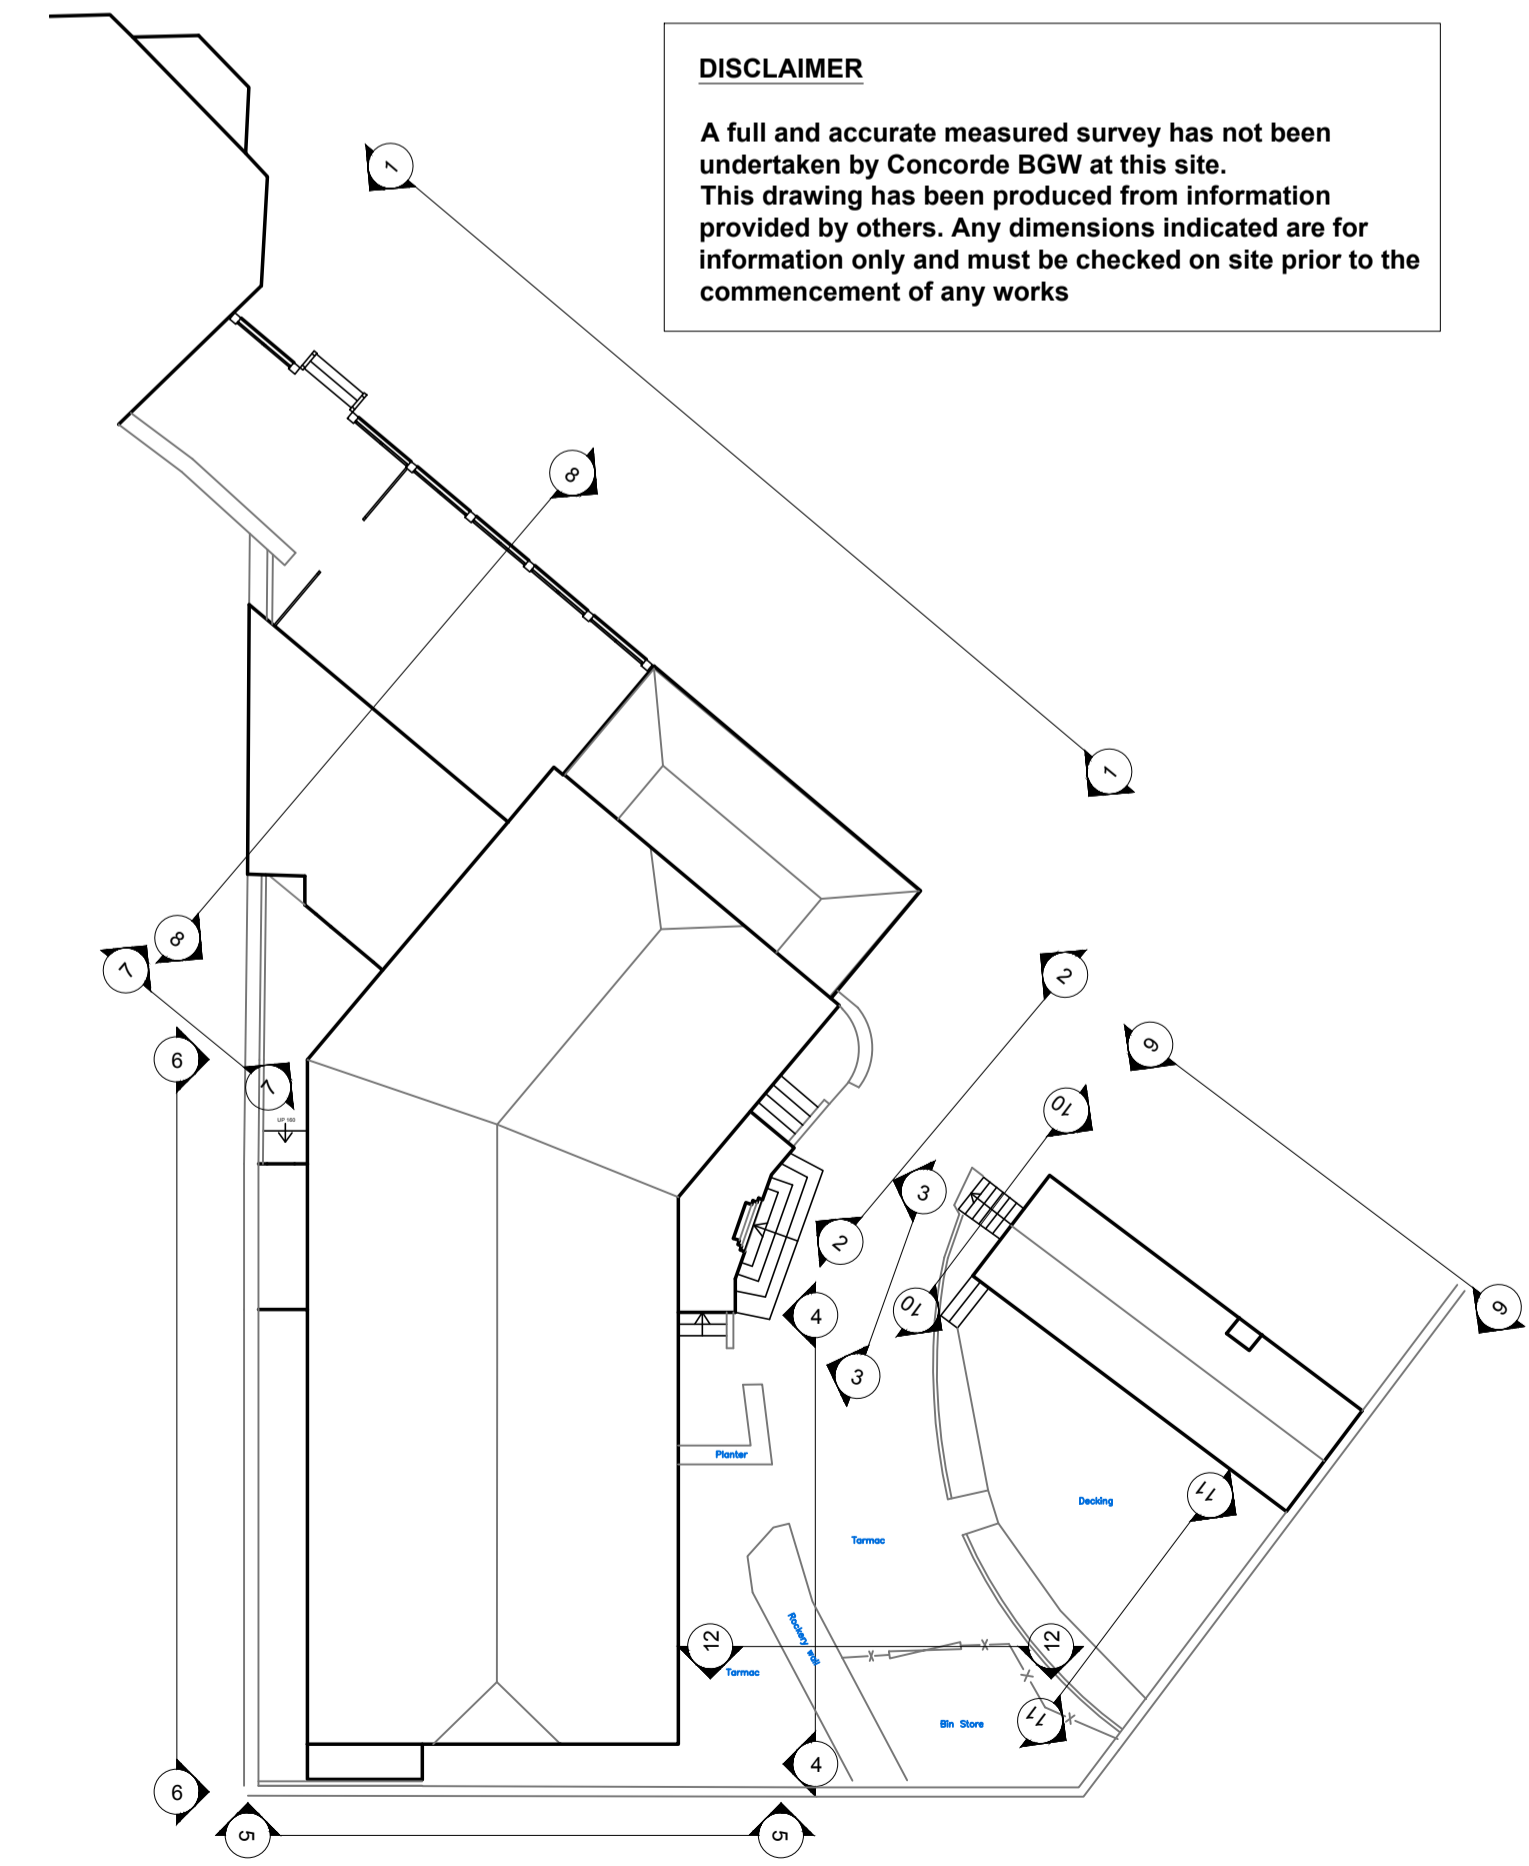 DISCLAIMER
A full and accurate measured survey has not been
undertaken by Concorde BGW at this site.
This drawing has been produced from information
provided by others. Any dimensions indicated are for
information only and must be checked on site prior to the
commencement of any works
1
8
1
8
2
7
9
6
7
10
3
2
9
10
4
3
Planter
11
Decking
Tarmac
Rockery wall
12
12
Tarmac
11
Bin Store
4
6
5
5